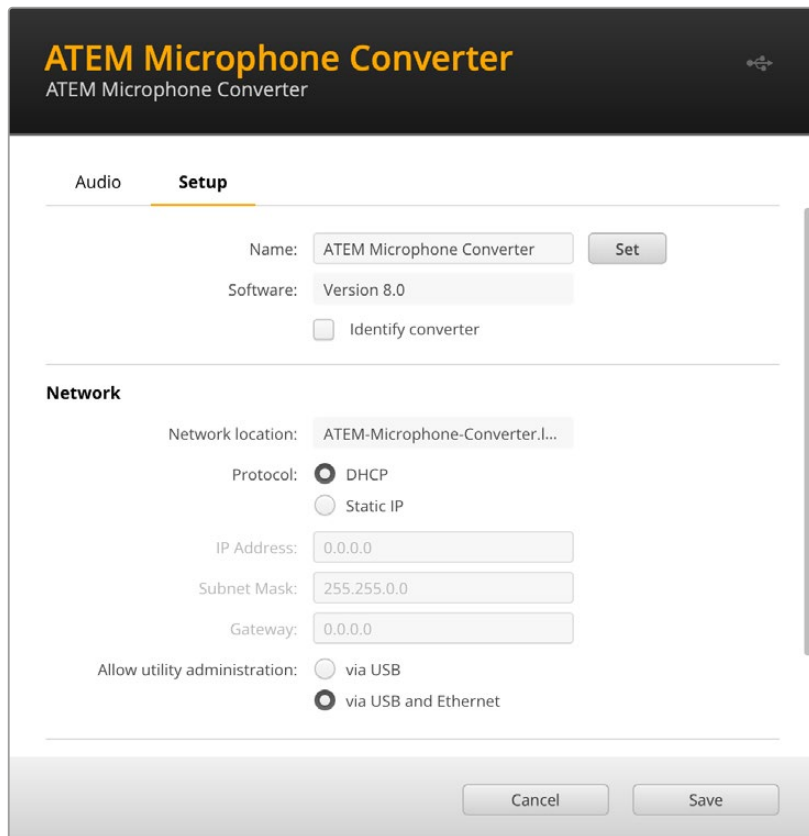 ATEM Microphone Converter
ATEM Microphone Converter
Audio Setup
Name: ATEM Microphone Converter Set
Software: Version 8.0
Identify converter
Network
Network location: ATEM-Microphone-Converter.l...
Protocol: DHCP
Static IP
IP Address: 0.0.0.0
Subnet Mask: 255.255.0.0
Gateway: 0.0.0.0
Allow utility administration: via USB
via USB and Ethernet
Cancel Save